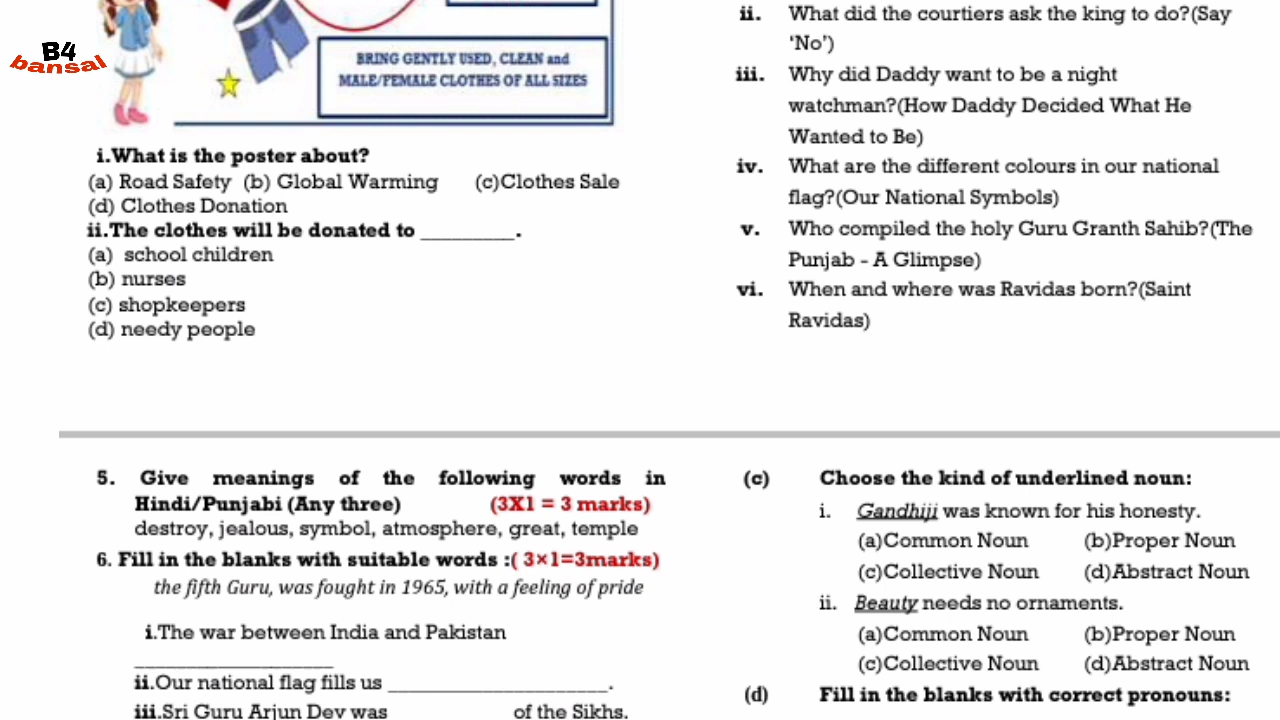 B4
bansal
BRING GENTLY USED, CLEAN and
MALE/FEMALE CLOTHES OF ALL SIZES
i.What is the poster about?
(a) Road Safety (b) Global Warming (c)Clothes Sale
(d) Clothes Donation
ii.The clothes will be donated to _________.
(a) school children
(b) nurses
(c) shopkeepers
(d) needy people
ii. What did the courtiers ask the king to do?(Say
‘No’)
iii. Why did Daddy want to be a night
watchman?(How Daddy Decided What He
Wanted to Be)
iv. What are the different colours in our national
flag?(Our National Symbols)
v. Who compiled the holy Guru Granth Sahib?(The
Punjab - A Glimpse)
vi. When and where was Ravidas born?(Saint
Ravidas)
5. Give meanings of the following words in
Hindi/Punjabi (Any three) (3X1 = 3 marks)
destroy, jealous, symbol, atmosphere, great, temple
6. Fill in the blanks with suitable words :( 3×1=3marks)
the fifth Guru, was fought in 1965, with a feeling of pride
i.The war between India and Pakistan
___________________
ii.Our national flag fills us _____________________.
iii.Sri Guru Arjun Dev was ____________ of the Sikhs.
(c) Choose the kind of underlined noun:
i. Gandhiji was known for his honesty.
(a)Common Noun (b)Proper Noun
(c)Collective Noun (d)Abstract Noun
ii. Beauty needs no ornaments.
(a)Common Noun (b)Proper Noun
(c)Collective Noun (d)Abstract Noun
(d) Fill in the blanks with correct pronouns: